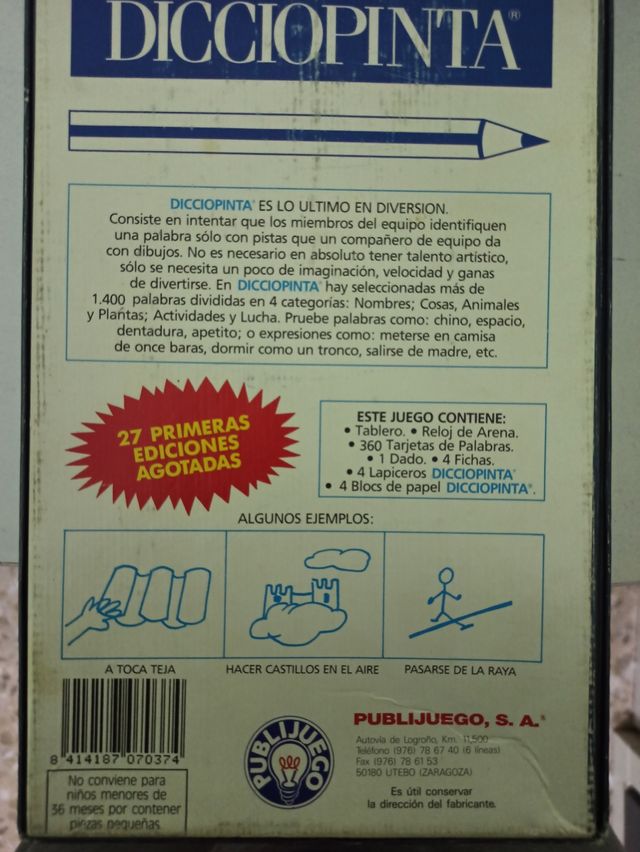 DICCIOPINTA®
DICCIOPINTA® ES LO ULTIMO EN DIVERSION.
Consiste en intentar que los miembros del equipo identifiquen
una palabra sólo con pistas que un compañero de equipo da
con dibujos. No es necesario en absoluto tener talento artístico,
sólo se necesita un poco de imaginación, velocidad y ganas
de divertirse. En DICCIOPINTA® hay seleccionadas más de
1.400 palabras divididas en 4 categorías: Nombres; Cosas, Animales
y Plantas; Actividades y Lucha. Pruebe palabras como: chino, espacio,
dentadura, apetito; o expresiones como: meterse en camisa
de once baras, dormir como un tronco, salirse de madre, etc.
27 PRIMERAS
EDICIONES
AGOTADAS
ESTE JUEGO CONTIENE:
• Tablero. • Reloj de Arena.
• 360 Tarjetas de Palabras.
• 1 Dado. • 4 Fichas.
• 4 Lapiceros DICCIOPINTA®
• 4 Blocs de papel DICCIOPINTA®.
ALGUNOS EJEMPLOS:
A TOCA TEJA
HACER CASTILLOS EN EL AIRE
PASARSE DE LA RAYA
8 414187 070374
No conviene para
niños menores de
36 meses por contener
piezas pequeñas
PUBLIJUEGO
PUBLIJUEGO, S. A.®
Autovía de Logroño, Km. 11,500
Teléfono (976) 78 67 40 (6 líneas)
Fax (976) 78 61 53
50180 UTEBO (ZARAGOZA)
Es útil conservar
la dirección del fabricante.